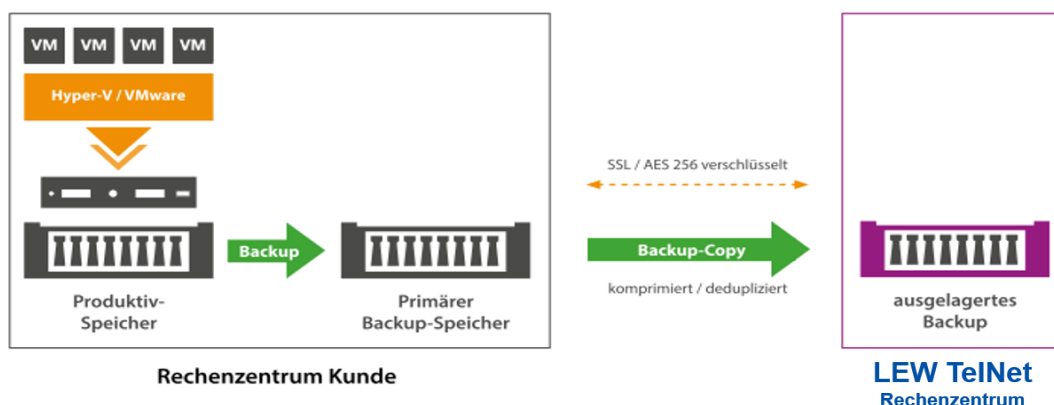 VM VM VM VM
Hyper-V / VMware
SSL / AES 256 verschlüsselt
Backup
Backup-Copy
komprimiert / dedupliziert
Produktiv-
Speicher
Primärer
Backup-Speicher
ausgelagertes
Backup
Rechenzentrum Kunde
LEW TelNet
Rechenzentrum